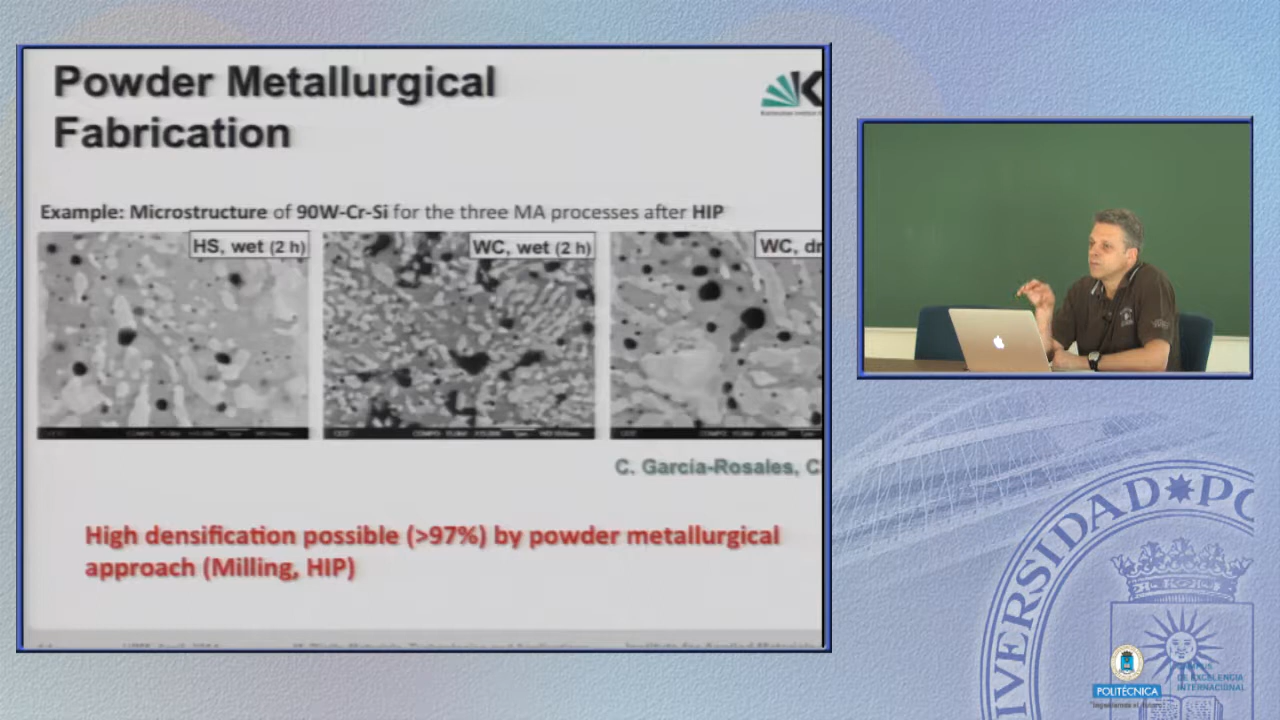 Powder Metallurgical
Fabrication
Example: Microstructure of 90W-Cr-Si for the three MA processes after HIP
HS, wet (2 h)
WC, wet (2 h)
WC, dr
C. García-Rosales, C
High densification possible (>97%) by powder metallurgical
approach (Milling, HIP)
IVERSIDAD PO
POLITÉCNICA
CAMPUS
DE EXCELENCIA
INTERNACIONAL